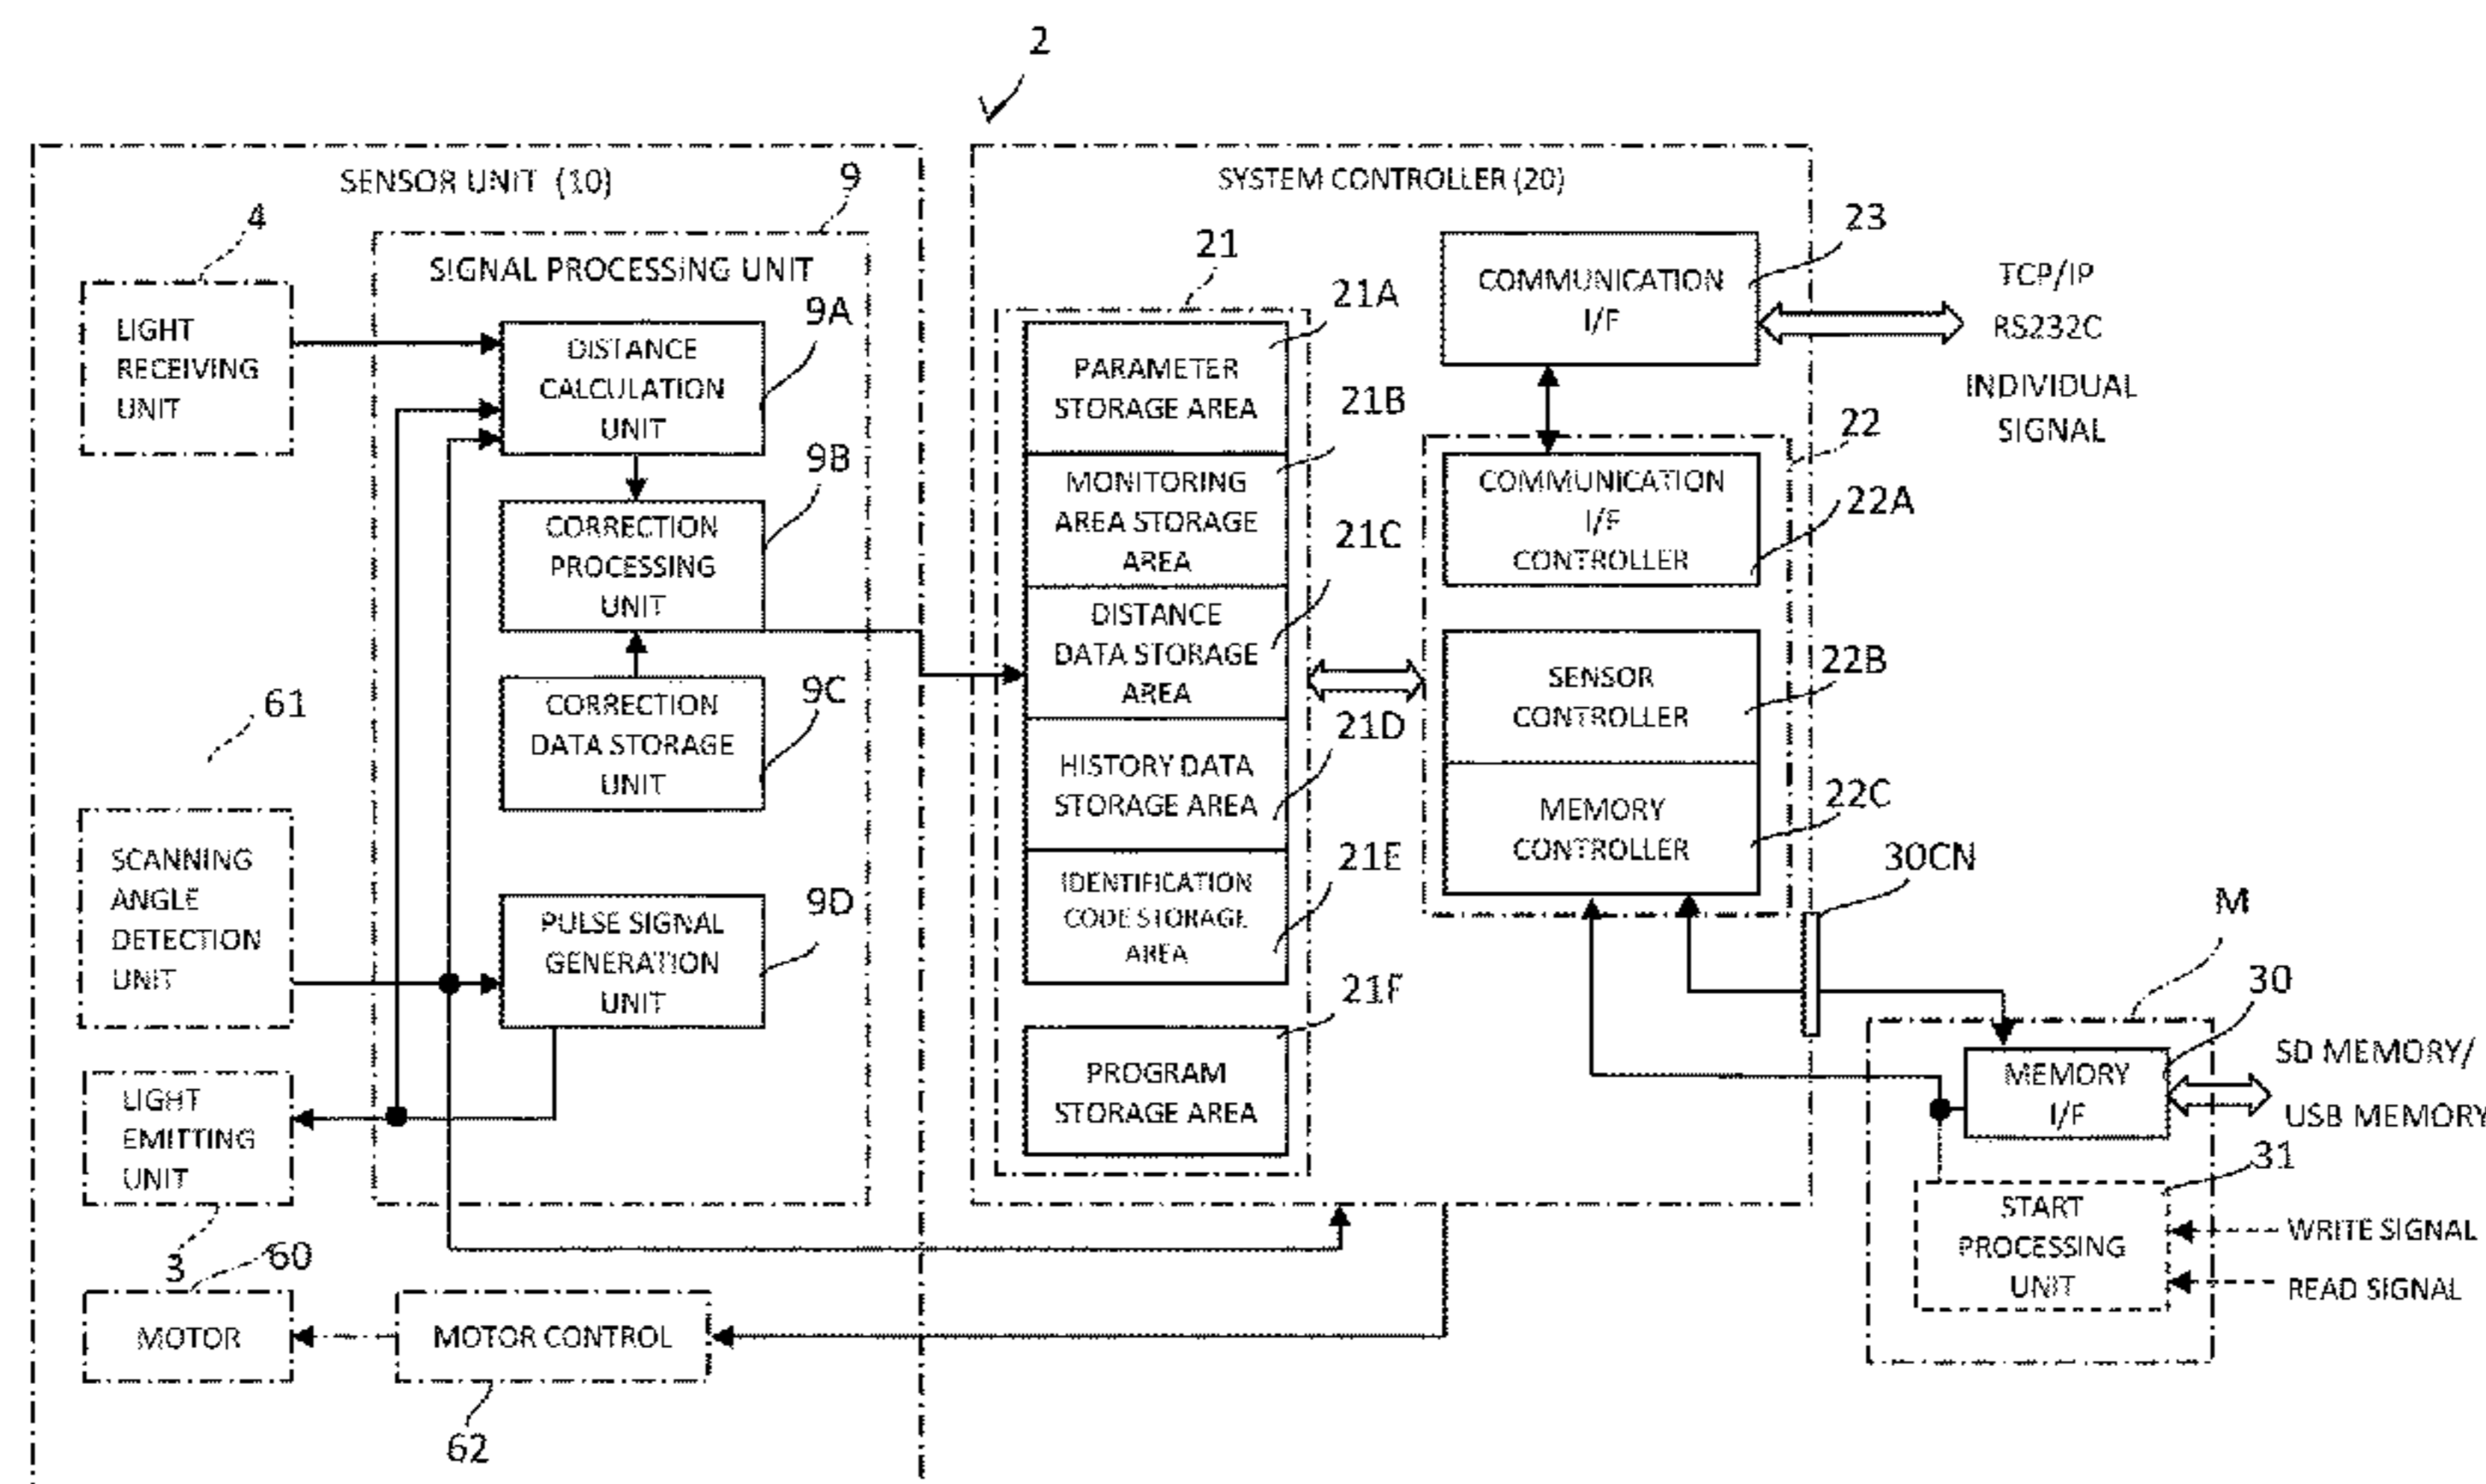 2
SENSOR UNIT (10)
9
4
SIGNAL PROCESSING UNIT
LIGHT
RECEIVING
UNIT
9A
DISTANCE
CALCULATION
UNIT
9B
CORRECTION
PROCESSING
UNIT
9C
CORRECTION
DATA STORAGE
UNIT
61
SCANNING
ANGLE
DETECTION
UNIT
9D
PULSE SIGNAL
GENERATION
UNIT
LIGHT
EMITTING
UNIT
3
60
MOTOR
MOTOR CONTROL
62
SYSTEM CONTROLLER (20)
21
21A
PARAMETER
STORAGE AREA
21B
MONITORING
AREA STORAGE
AREA
21C
DISTANCE
DATA STORAGE
AREA
21D
HISTORY DATA
STORAGE AREA
21E
IDENTIFICATION
CODE STORAGE
AREA
21F
PROGRAM
STORAGE AREA
23
COMMUNICATION
I/F
TCP/IP
RS232C
INDIVIDUAL
SIGNAL
22
COMMUNICATION
I/F
CONTROLLER
22A
SENSOR
CONTROLLER
22B
MEMORY
CONTROLLER
22C
30CN
M
30
MEMORY
I/F
SD MEMORY/
USB MEMORY
31
START
PROCESSING
UNIT
WRITE SIGNAL
READ SIGNAL